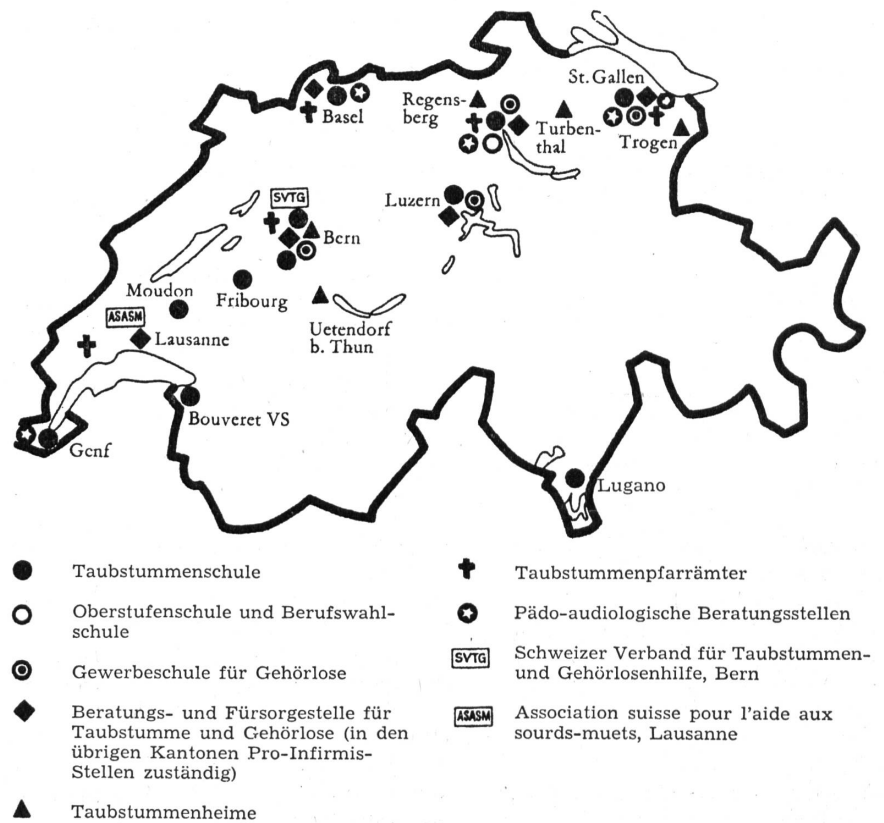 St. Gallen
Regens-
berg
Basel
Turben-
thal
Trogen
Luzern
SVTG
Bern
Moudon
Fribourg
ASASM
Lausanne
Uetendorf
b. Thun
Bouveret VS
Genf
Lugano
Taubstummenschule
Oberstufenschule und Berufswahl-
schule
Gewerbeschule für Gehörlose
Beratungs- und Fürsorgestelle für
Taubstumme und Gehörlose (in den
übrigen Kantonen Pro-Infirmis-
Stellen zuständig)
Taubstummenheime
Taubstummenpfarrämter
Pädo-audiologische Beratungsstellen
SVTG
Schweizer Verband für Taubstummen-
und Gehörlosenhilfe, Bern
ASASM
Association suisse pour l'aide aux
sourds-muets, Lausanne